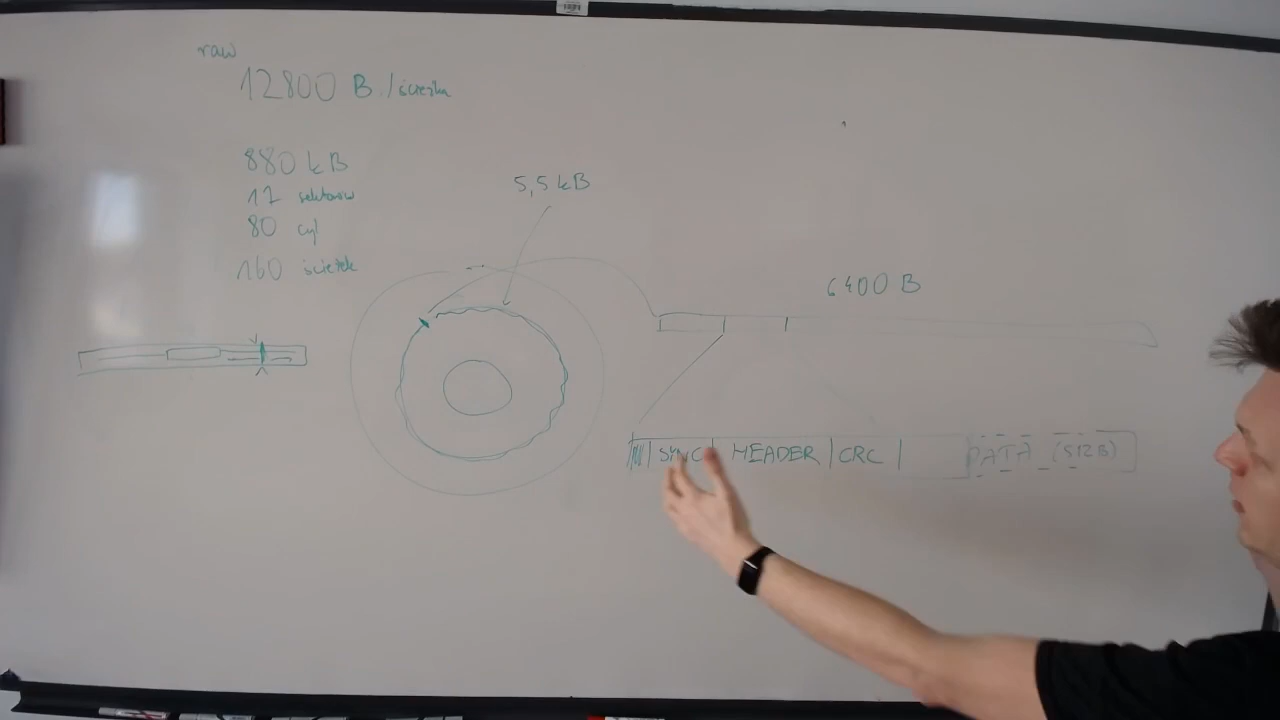 raw
12800 B /ścieżka
880 kB
11 sektorów
80 cyl
160 ścieżek
5,5 kB
6400 B
SYNC HEADER CRC DATA (512B)